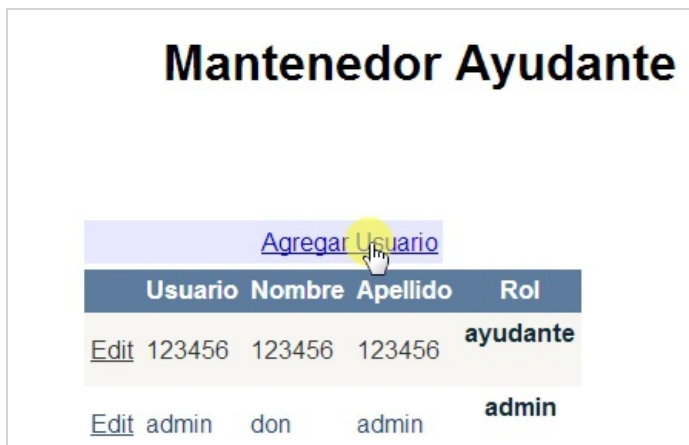 Mantenedor Ayudante
Agregar Usuario
Usuario Nombre Apellido Rol
Edit 123456 123456 123456 ayudante
Edit admin don admin admin